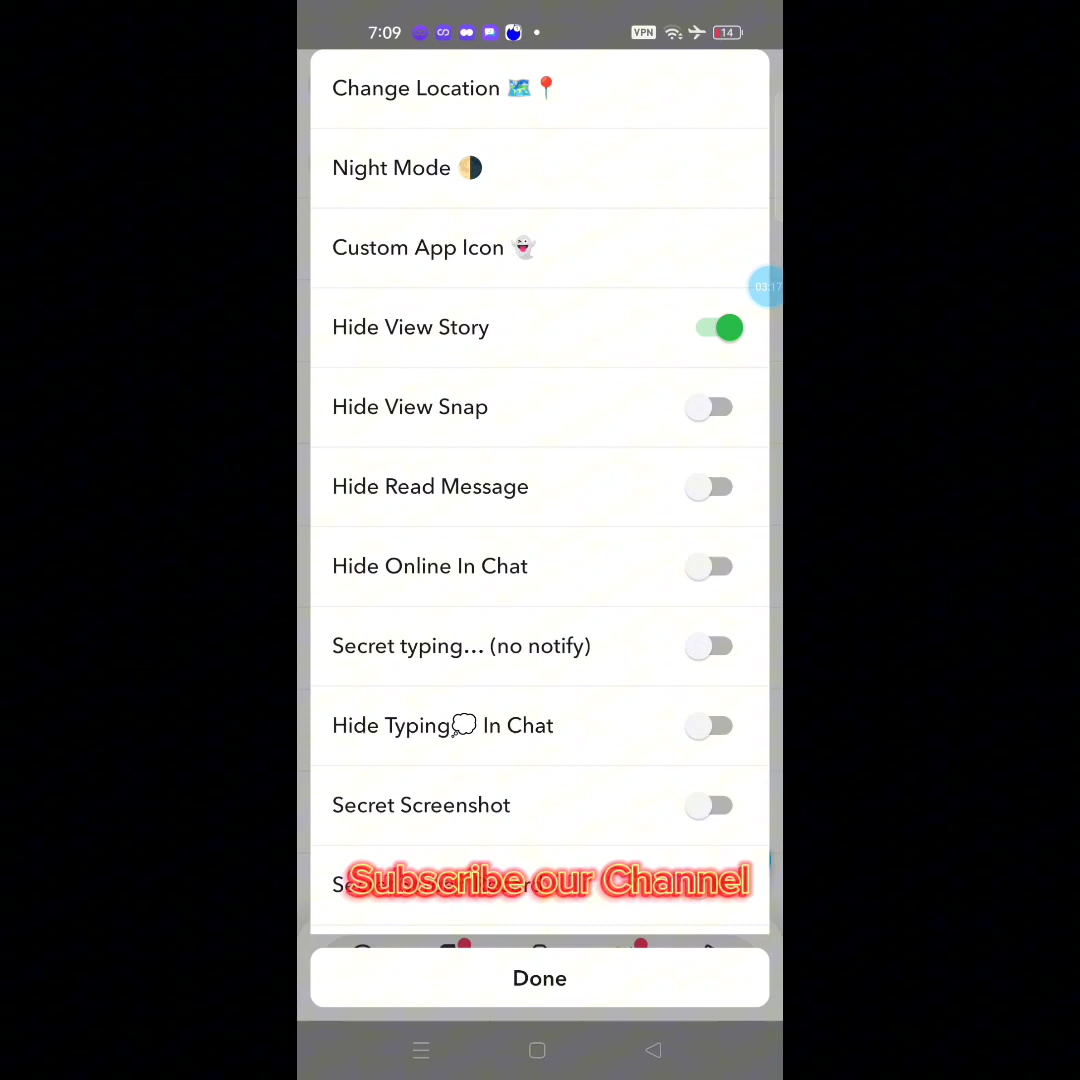 7:09 VPN 14
Change Location 🗺️📍
Night Mode 🌗
Custom App Icon 👻
03:17
Hide View Story
Hide View Snap
Hide Read Message
Hide Online In Chat
Secret typing... (no notify)
Hide Typing💭 In Chat
Secret Screenshot
Subscribe our Channel
Done